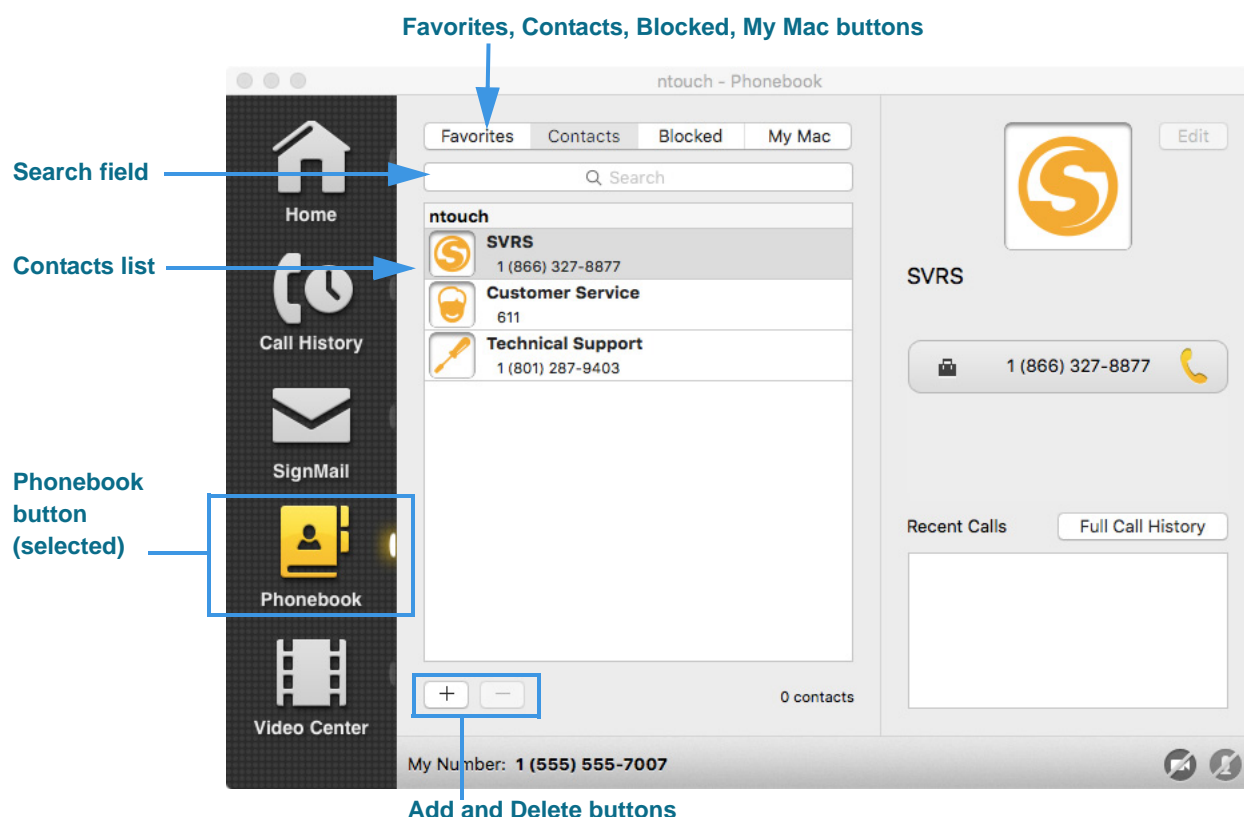 Favorites, Contacts, Blocked, My Mac buttons
ntouch - Phonebook
Favorites Contacts Blocked My Mac
Edit
Search field
Search
Home
ntouch
SVRS
1 (866) 327-8877
Contacts list
SVRS
Customer Service
611
Call History
Technical Support
1 (801) 287-9403
1 (866) 327-8877
SignMail
Phonebook
button
(selected)
Recent Calls
Full Call History
Phonebook
0 contacts
Video Center
My Number: 1 (555) 555-7007
Add and Delete buttons